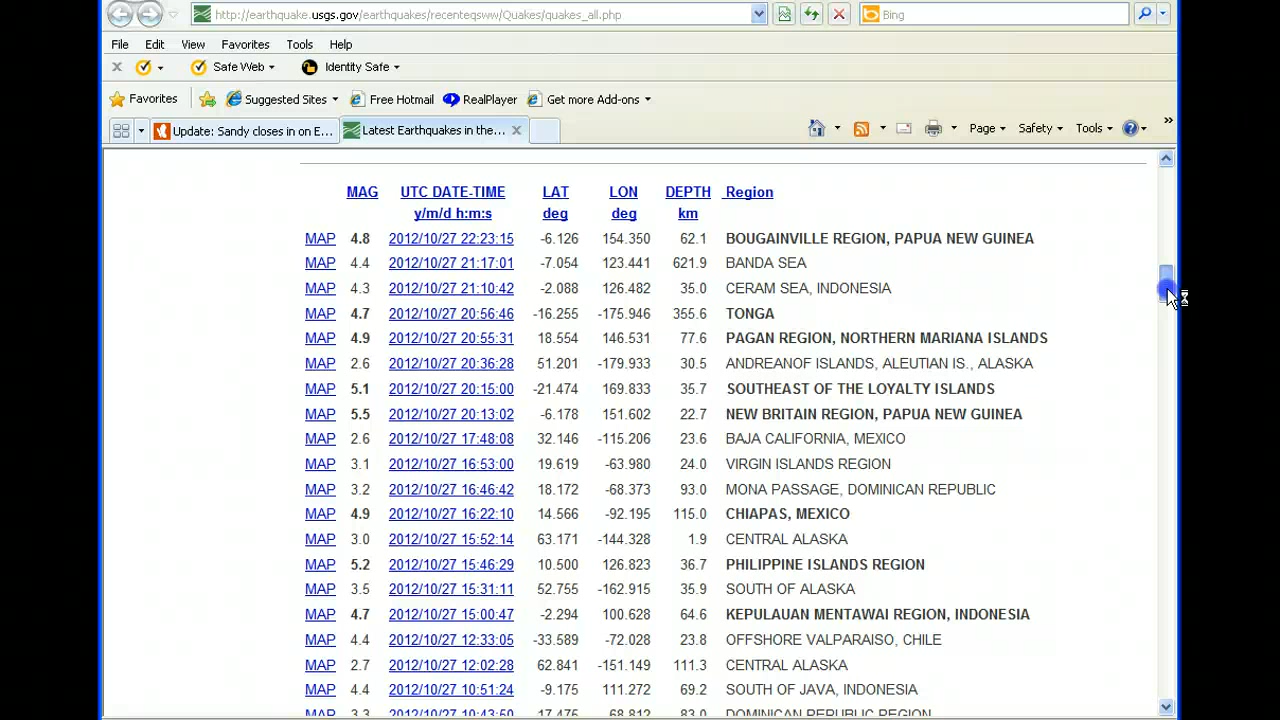 http://earthquake.usgs.gov/earthquakes/recenteqsww/Quakes/quakes_all.php Bing
File Edit View Favorites Tools Help
Safe Web Identity Safe
Favorites Suggested Sites Free Hotmail RealPlayer Get more Add-ons
Update: Sandy closes in on E... Latest Earthquakes in the... Page Safety Tools »
MAG UTC DATE-TIME LAT LON DEPTH Region
y/m/d h:m:s deg deg km
MAP 4.8 2012/10/27 22:23:15 -6.126 154.350 62.1 BOUGAINVILLE REGION, PAPUA NEW GUINEA
MAP 4.4 2012/10/27 21:17:01 -7.054 123.441 621.9 BANDA SEA
MAP 4.3 2012/10/27 21:10:42 -2.088 126.482 35.0 CERAM SEA, INDONESIA
MAP 4.7 2012/10/27 20:56:46 -16.255 -175.946 355.6 TONGA
MAP 4.9 2012/10/27 20:55:31 18.554 146.531 77.6 PAGAN REGION, NORTHERN MARIANA ISLANDS
MAP 2.6 2012/10/27 20:36:28 51.201 -179.933 30.5 ANDREANOF ISLANDS, ALEUTIAN IS., ALASKA
MAP 5.1 2012/10/27 20:15:00 -21.474 169.833 35.7 SOUTHEAST OF THE LOYALTY ISLANDS
MAP 5.5 2012/10/27 20:13:02 -6.178 151.602 22.7 NEW BRITAIN REGION, PAPUA NEW GUINEA
MAP 2.6 2012/10/27 17:48:08 32.146 -115.206 23.6 BAJA CALIFORNIA, MEXICO
MAP 3.1 2012/10/27 16:53:00 19.619 -63.980 24.0 VIRGIN ISLANDS REGION
MAP 3.2 2012/10/27 16:46:42 18.172 -68.373 93.0 MONA PASSAGE, DOMINICAN REPUBLIC
MAP 4.9 2012/10/27 16:22:10 14.566 -92.195 115.0 CHIAPAS, MEXICO
MAP 3.0 2012/10/27 15:52:14 63.171 -144.328 1.9 CENTRAL ALASKA
MAP 5.2 2012/10/27 15:46:29 10.500 126.823 36.7 PHILIPPINE ISLANDS REGION
MAP 3.5 2012/10/27 15:31:11 52.755 -162.915 35.9 SOUTH OF ALASKA
MAP 4.7 2012/10/27 15:00:47 -2.294 100.628 64.6 KEPULAUAN MENTAWAI REGION, INDONESIA
MAP 4.4 2012/10/27 12:33:05 -33.589 -72.028 23.8 OFFSHORE VALPARAISO, CHILE
MAP 2.7 2012/10/27 12:02:28 62.841 -151.149 111.3 CENTRAL ALASKA
MAP 4.4 2012/10/27 10:51:24 -9.175 111.272 69.2 SOUTH OF JAVA, INDONESIA
MAP 3.3 2012/10/27 10:43:50 17.475 -68.812 83.0 DOMINICAN REPUBLIC REGION